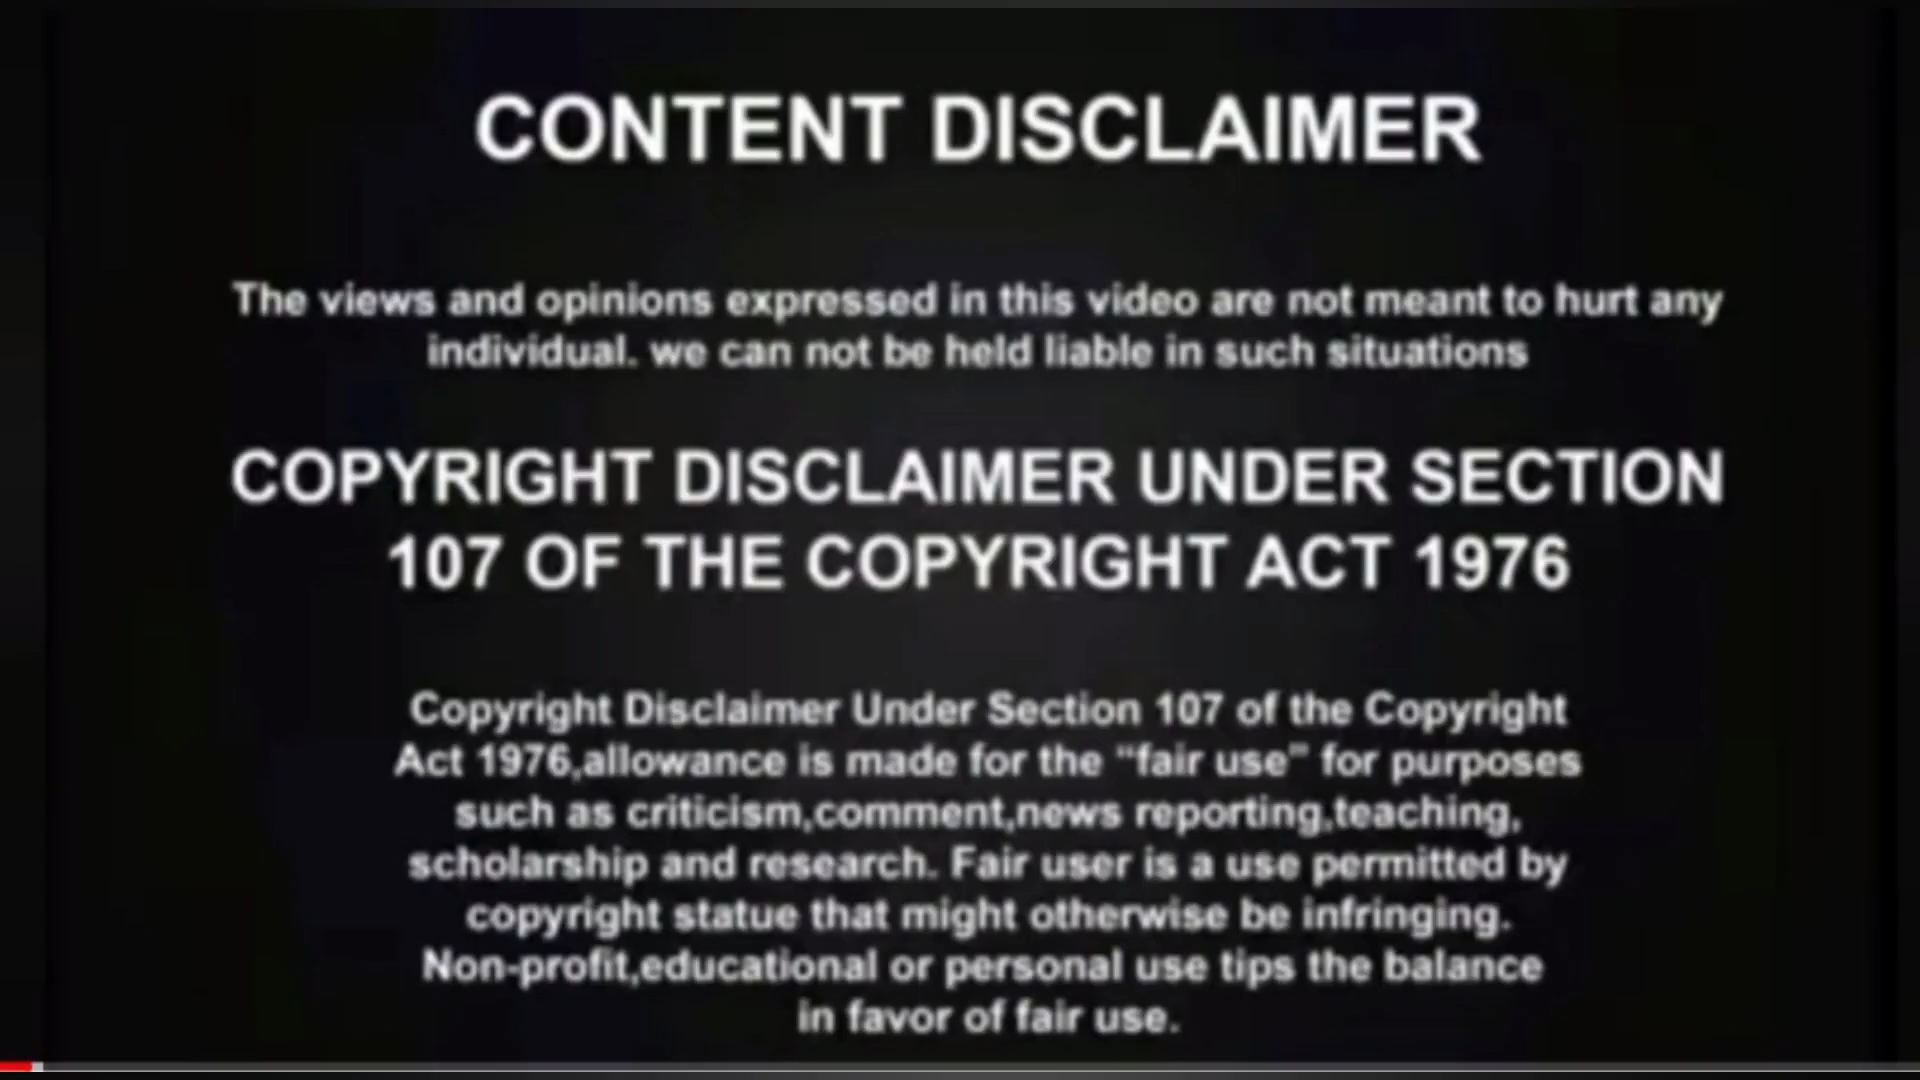 CONTENT DISCLAIMER
The views and opinions expressed in this video are not meant to hurt any
individual. we can not be held liable in such situations
COPYRIGHT DISCLAIMER UNDER SECTION
107 OF THE COPYRIGHT ACT 1976
Copyright Disclaimer Under Section 107 of the Copyright
Act 1976,allowance is made for the "fair use" for purposes
such as criticism,comment,news reporting,teaching,
scholarship and research. Fair user is a use permitted by
copyright statue that might otherwise be infringing.
Non-profit,educational or personal use tips the balance
in favor of fair use.